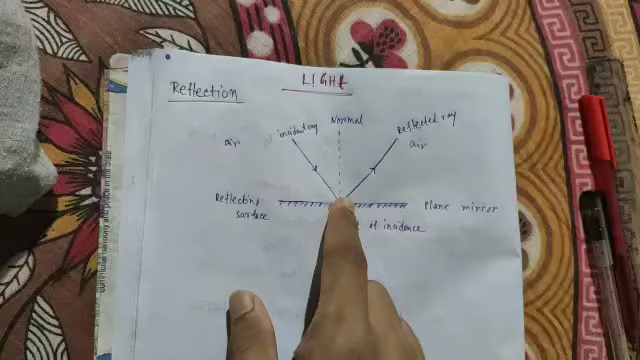 LIGHt
Reflection
incident ray
Normal
Reflected ray
air
air
Reflecting
surface
Plane mirror
of incidence